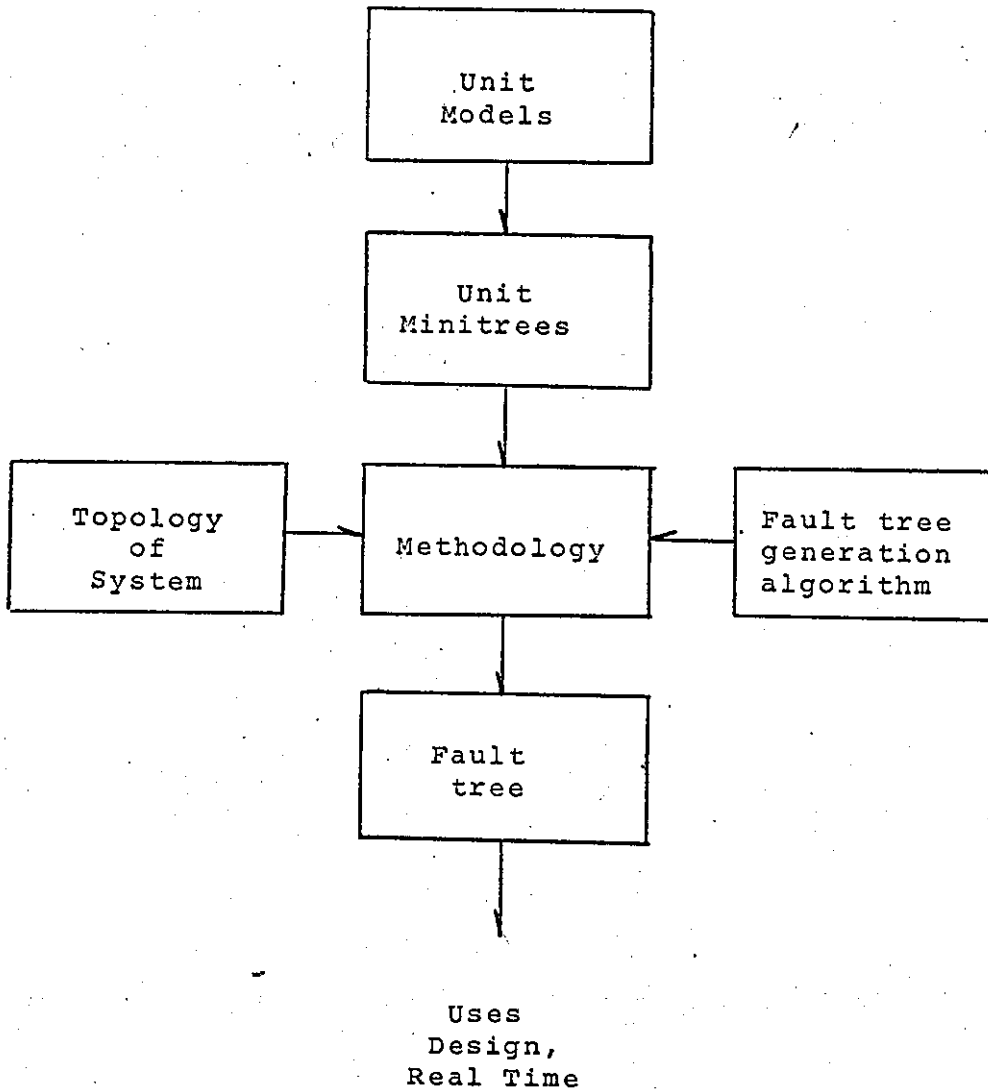 Unit
Models
Unit
Minitrees
Topology
of
System
Methodology
Fault tree
generation
algorithm
Fault
tree
Uses
Design,
Real Time